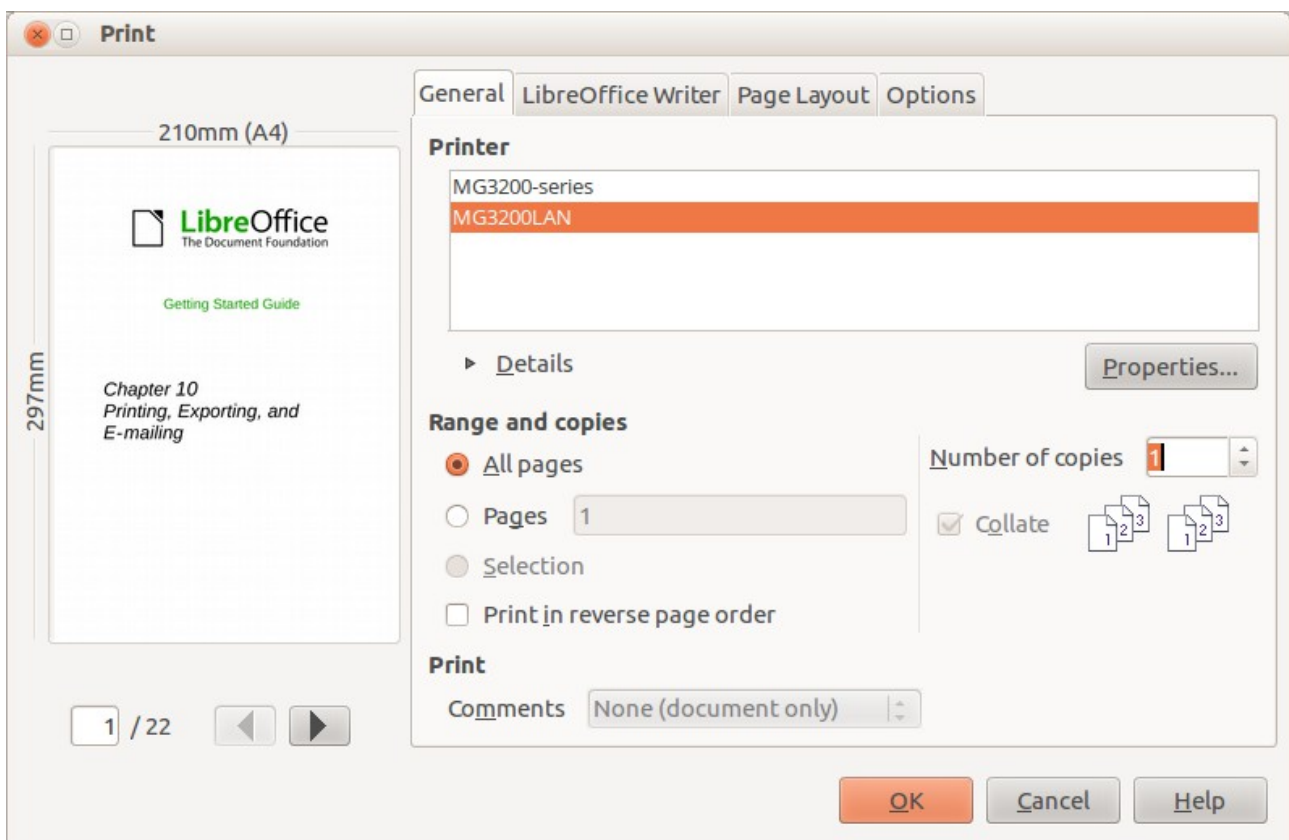 Print
General LibreOffice Writer Page Layout Options
210mm (A4)
297mm
LibreOffice
The Document Foundation
Getting Started Guide
Chapter 10
Printing, Exporting, and
E-mailing
1 / 22
Printer
MG3200-series
MG3200LAN
Details
Properties...
Range and copies
All pages
Pages 1
Selection
Print in reverse page order
Number of copies 1
Collate
1 2 3 1 2 3
Print
Comments None (document only)
OK Cancel Help